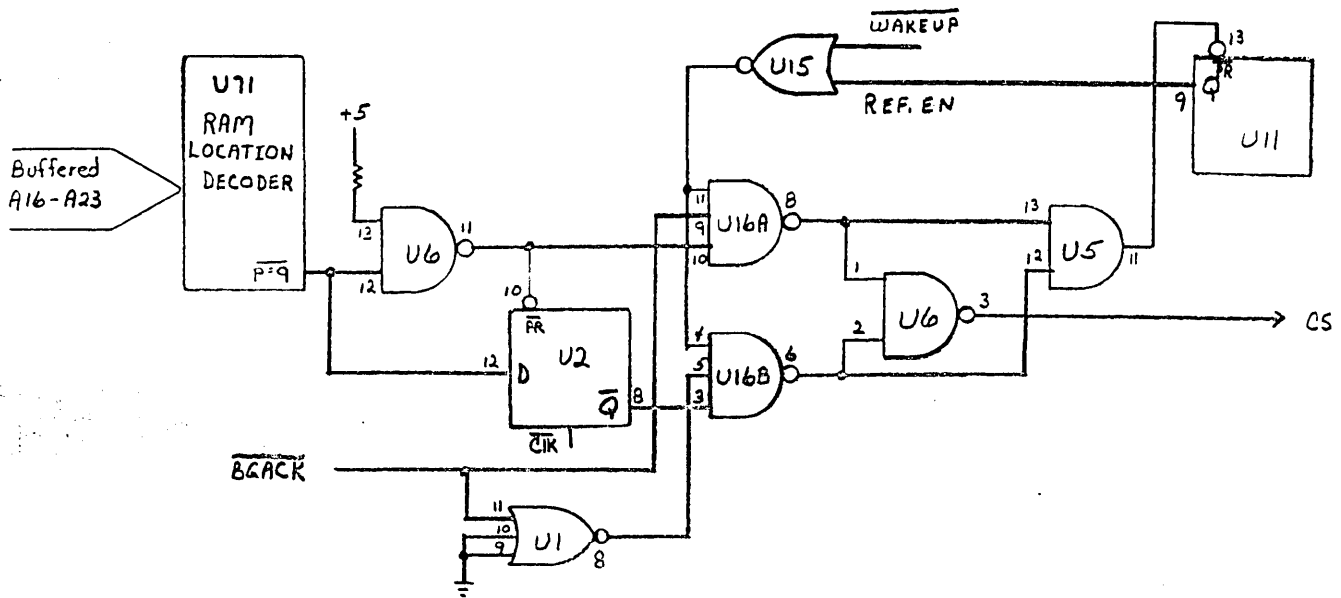 WAKEUP
U15
REF. EN
13
PR
Q
9
U11
U71
RAM
LOCATION
DECODER
P=9
Buffered
A16-A23
+5
13
12
U6
11
10
PR
U2
12
D
Q
8
CIK
BGACK
11
10
9
U1
8
11
9
10
U16A
8
4
5
3
U16B
6
1
2
U6
3
13
12
U5
11
CS